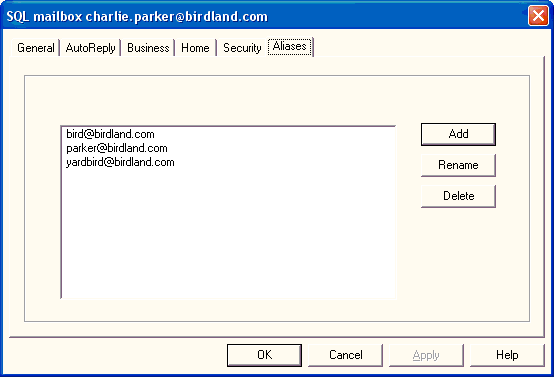 SQL mailbox charlie.parker@birdland.com
General AutoReply Business Home Security Aliases
bird@birdland.com
parker@birdland.com
yardbird@birdland.com
Add
Rename
Delete
OK Cancel Apply Help